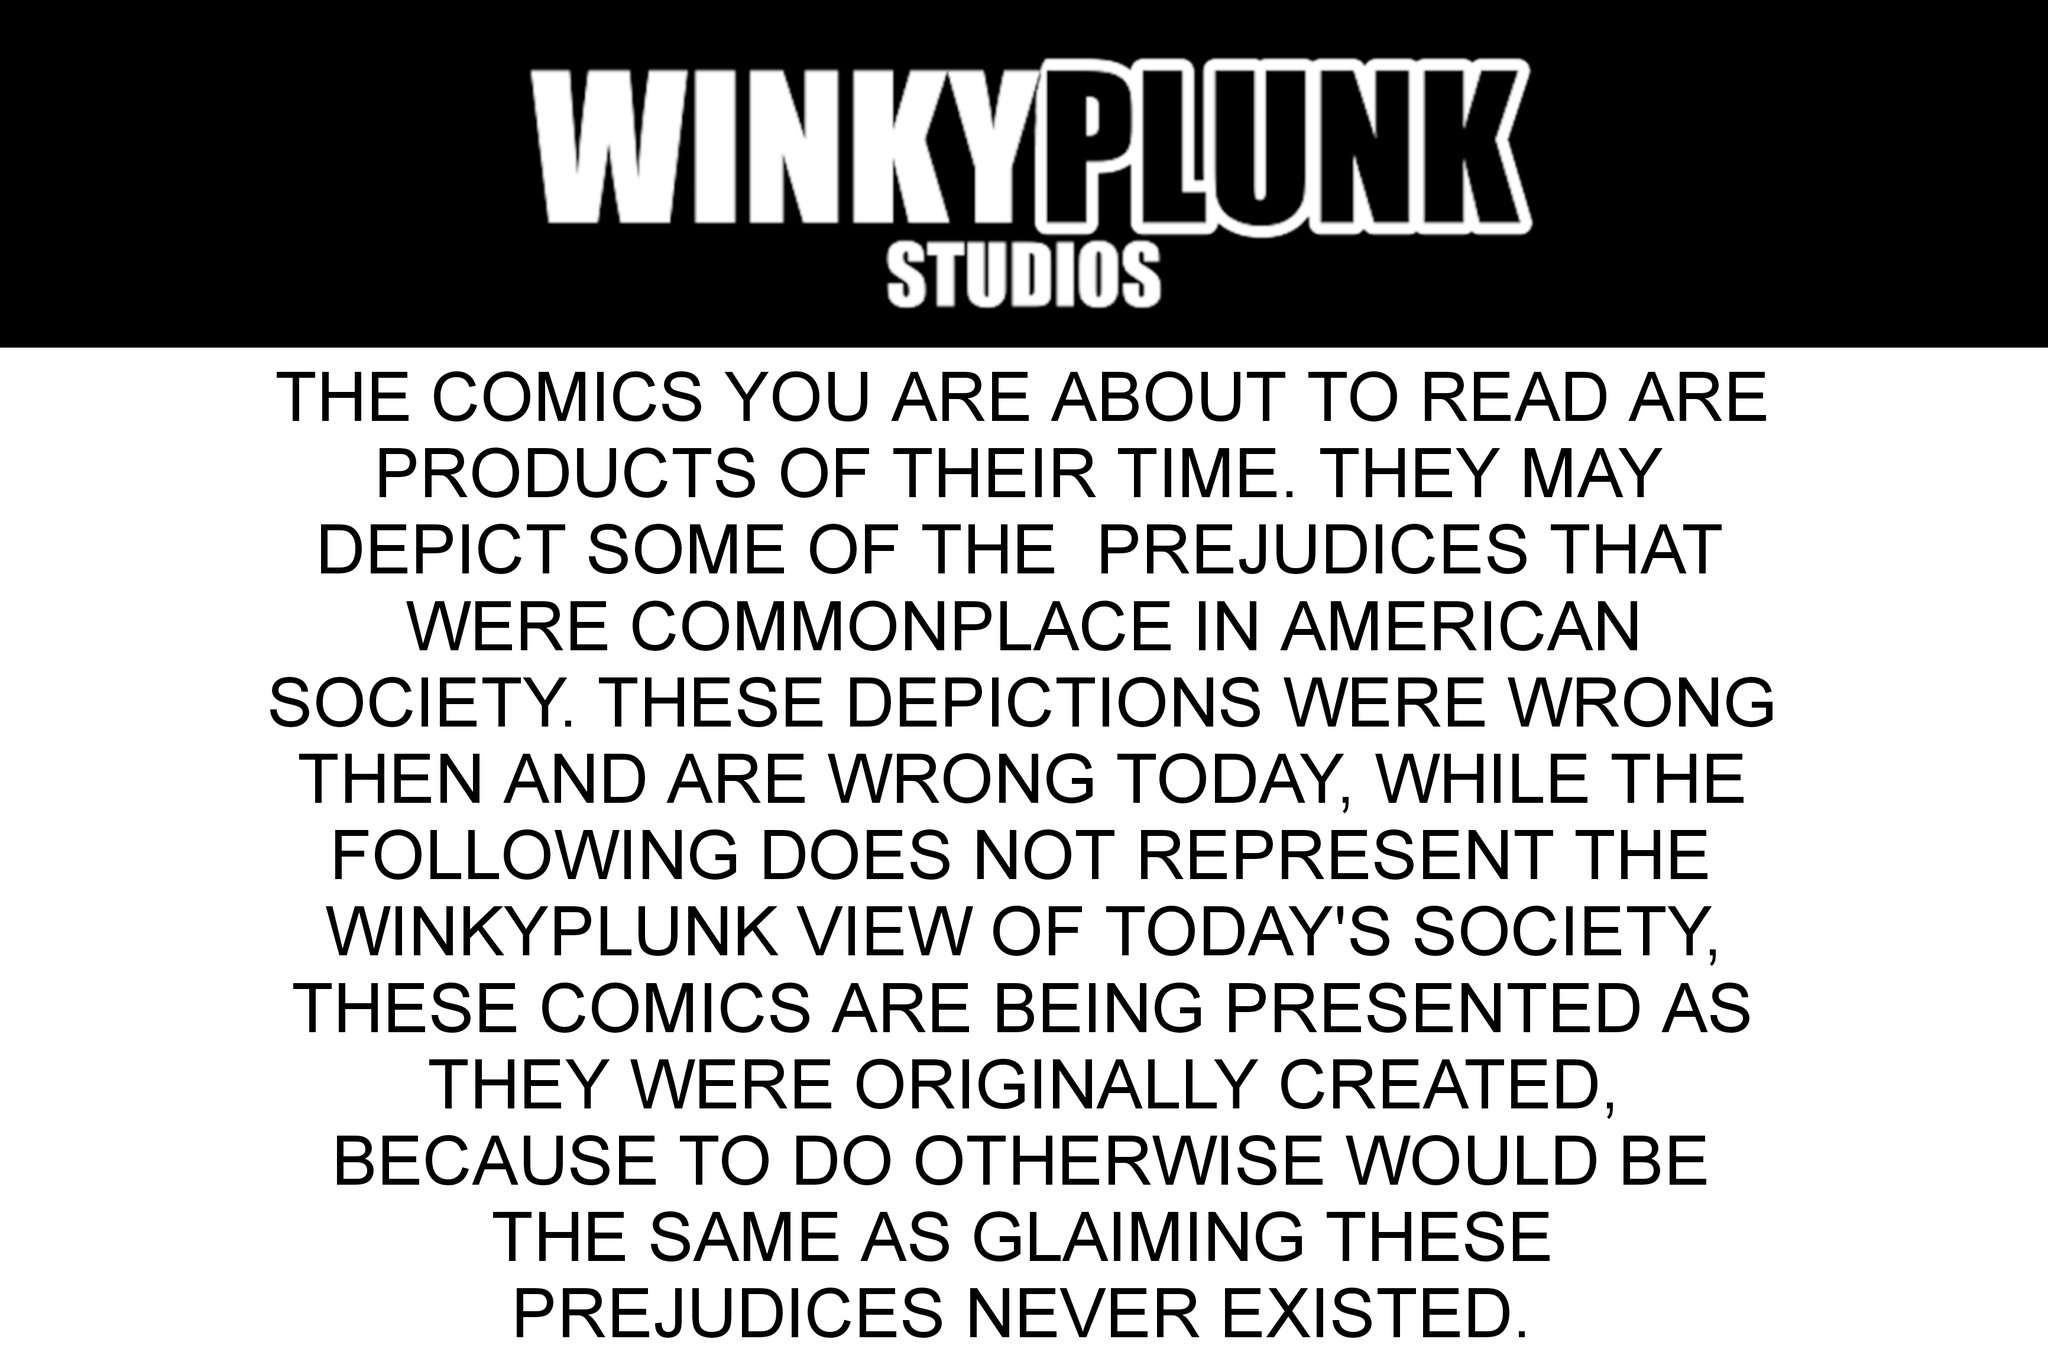 WINKYPLUNK
STUDIOS
THE COMICS YOU ARE ABOUT TO READ ARE
PRODUCTS OF THEIR TIME. THEY MAY
DEPICT SOME OF THE  PREJUDICES THAT
WERE COMMONPLACE IN AMERICAN
SOCIETY. THESE DEPICTIONS WERE WRONG
THEN AND ARE WRONG TODAY, WHILE THE
FOLLOWING DOES NOT REPRESENT THE
WINKYPLUNK VIEW OF TODAY'S SOCIETY,
THESE COMICS ARE BEING PRESENTED AS
THEY WERE ORIGINALLY CREATED,
BECAUSE TO DO OTHERWISE WOULD BE
THE SAME AS GLAIMING THESE
PREJUDICES NEVER EXISTED.